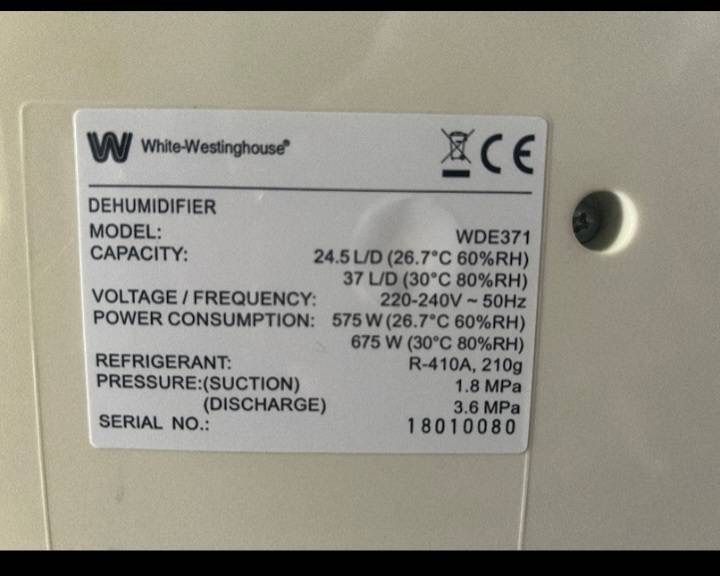 W White-Westinghouse® CE
DEHUMIDIFIER
MODEL: WDE371
CAPACITY: 24.5 L/D (26.7°C 60%RH)
37 L/D (30°C 80%RH)
VOLTAGE / FREQUENCY: 220-240V ~ 50Hz
POWER CONSUMPTION: 575 W (26.7°C 60%RH)
675 W (30°C 80%RH)
REFRIGERANT: R-410A, 210g
PRESSURE:(SUCTION) 1.8 MPa
(DISCHARGE) 3.6 MPa
SERIAL NO.: 18010080